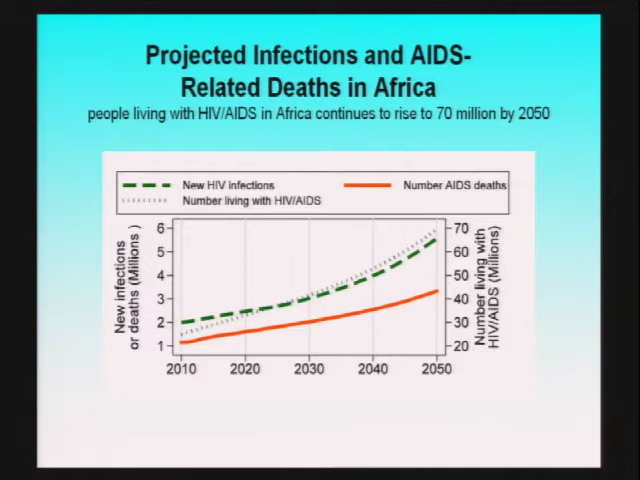 Projected Infections and AIDS-
Related Deaths in Africa
people living with HIV/AIDS in Africa continues to rise to 70 million by 2050
New HIV infections
Number AIDS deaths
Number living with HIV/AIDS
New infections
or deaths (Millions )
6
5
4
3
2
1
70
60
50
40
30
20
Number living with
HIV/AIDS (Millions)
2010 2020 2030 2040 2050